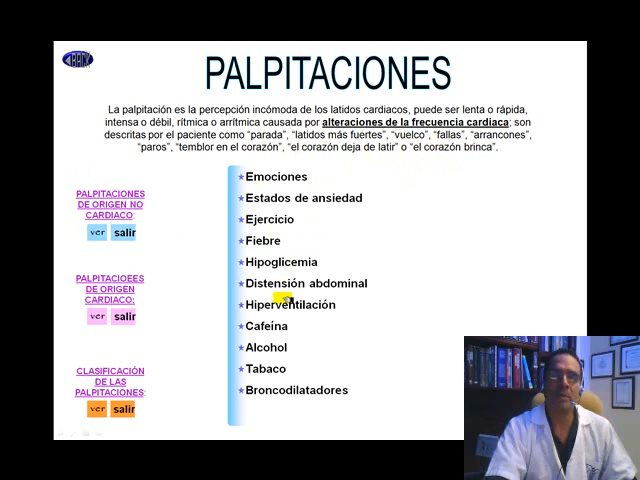 BACK
PALPITACIONES
La palpitación es la percepción incómoda de los latidos cardiacos, puede ser lenta o rápida,
intensa o débil, rítmica o arrítmica causada por alteraciones de la frecuencia cardiaca; son
descritas por el paciente como “parada”, “latidos más fuertes”, “vuelco”, “fallas”, “arrancones”,
“paros”, “temblor en el corazón”, “el corazón deja de latir” o “el corazón brinca”.
PALPITACIONES
DE ORIGEN NO
CARDIACO:
ver salir
PALPITACIOEES
DE ORIGEN
CARDIACO:
ver salir
CLASIFICACIÓN
DE LAS
PALPITACIONES:
ver salir
Emociones
Estados de ansiedad
Ejercicio
Fiebre
Hipoglicemia
Distensión abdominal
Hiperventilación
Cafeína
Alcohol
Tabaco
Broncodilatadores